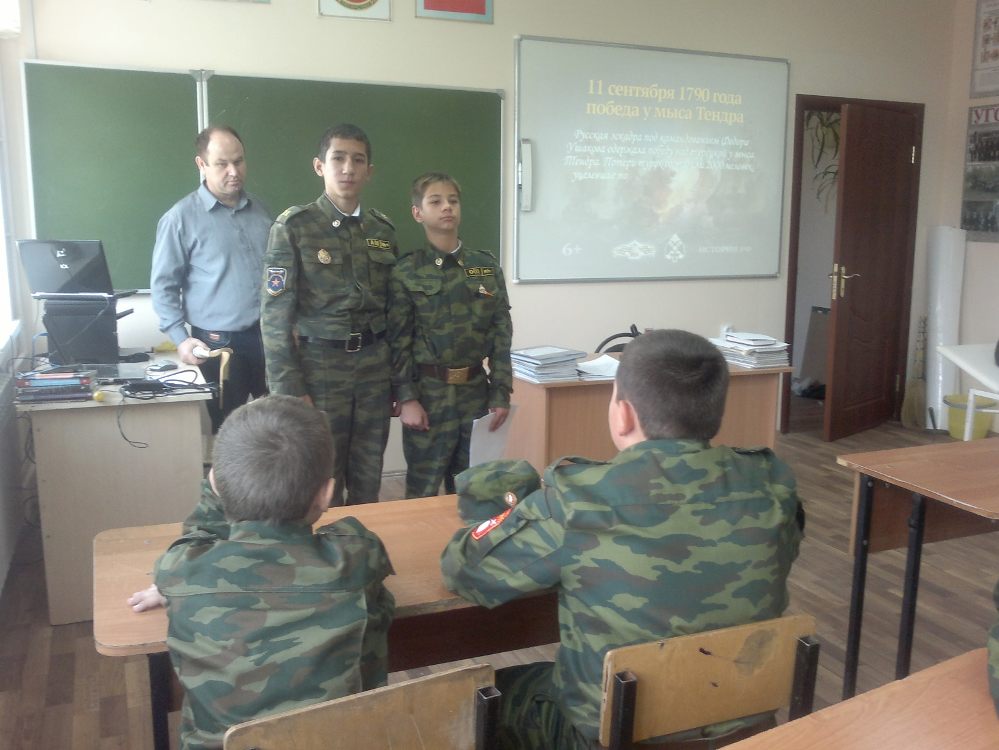 11 сентября 1790 года
победа у мыса Тендра
Русская эскадра под командованием Федора
Ушакова одержала победу над турецкой у мыса
Тендра. Потери турок составили 2000 человек,
уцелевшие по
6+
ИСТОРИЯ.РФ
УГО